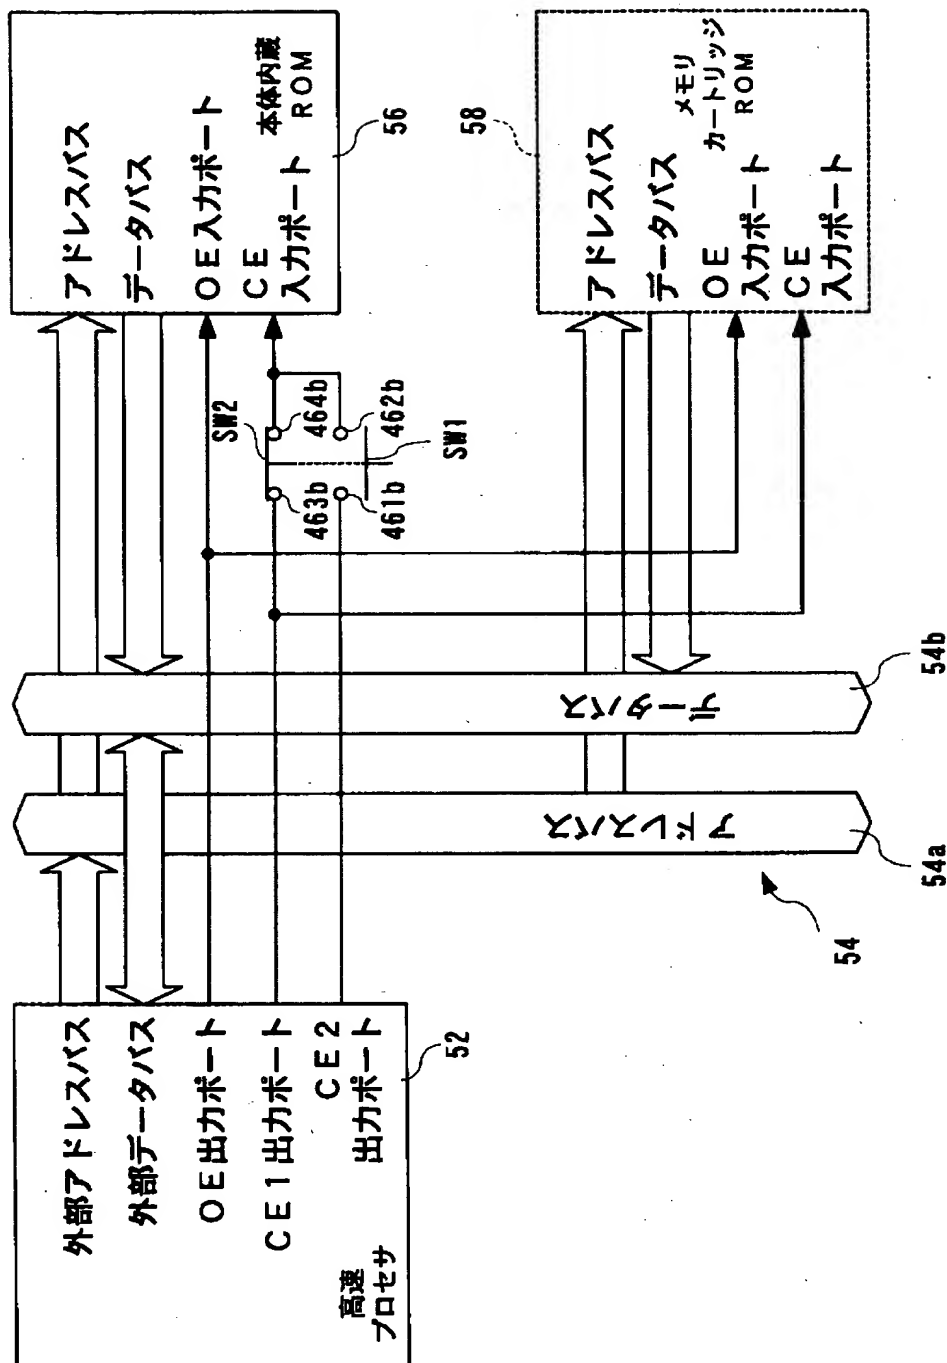 外部アドレスバス
外部データバス
OE出力ポート
CE1出力ポート
CE2
出力ポート
高速
プロセサ
52
54
アドレスバス
54a
データバス
54b
SW2
463b
464b
461b
462b
SW1
アドレスバス
データバス
OE入力ポート
CE
入力ポート
本体内蔵
ROM
56
58
アドレスバス
データバス
OE
入力ポート
CE
入力ポート
メモリ
カートリッジ
ROM